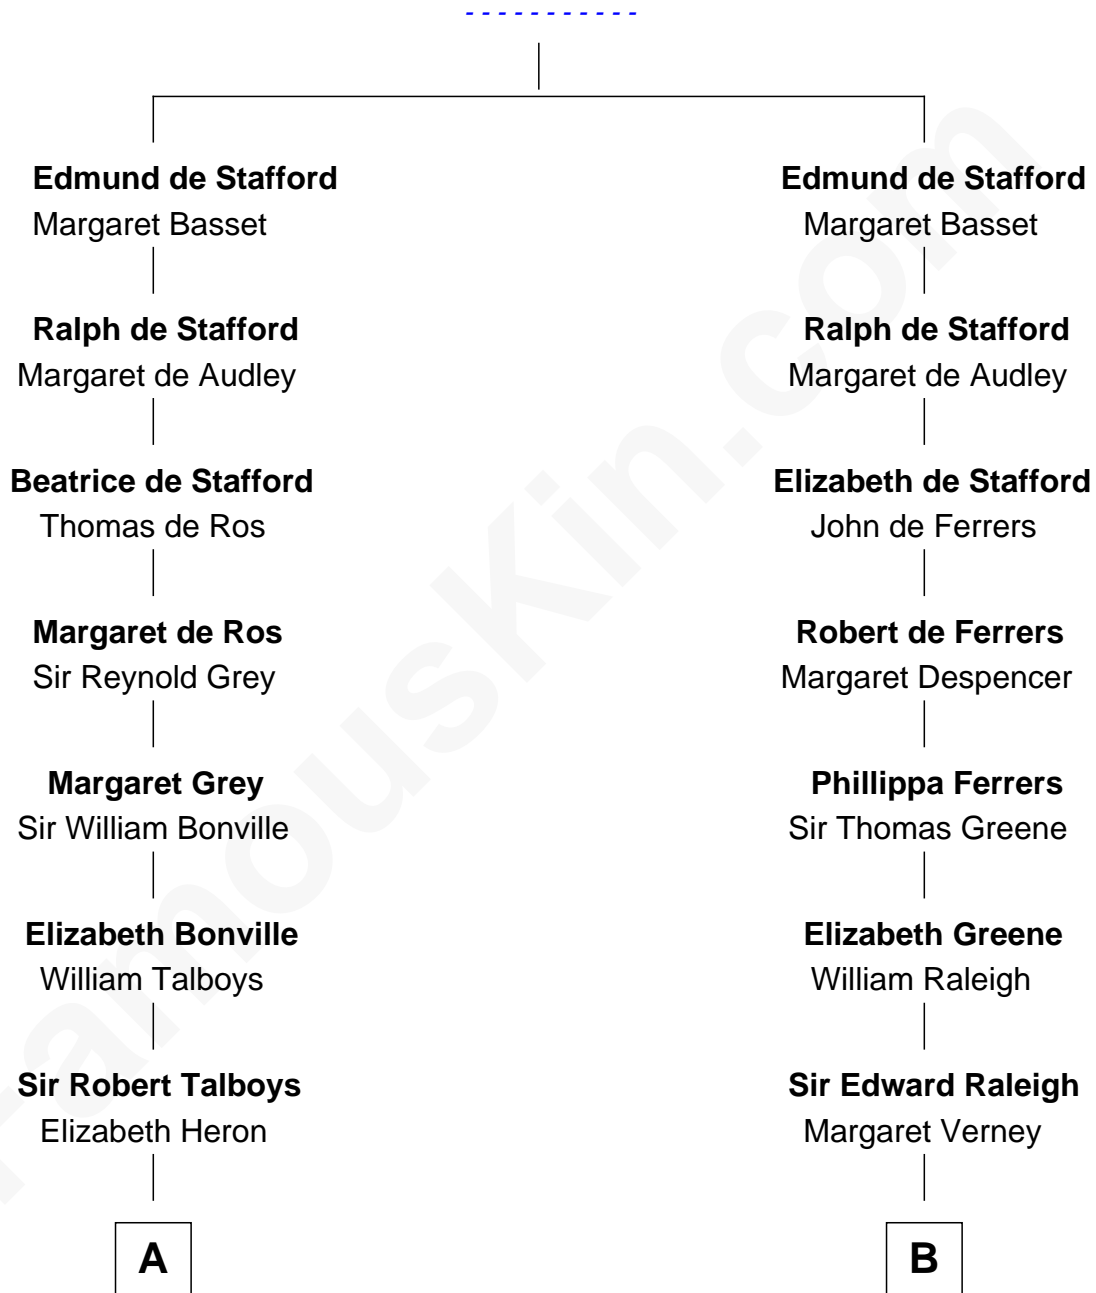 - - - - - - - - - - -
Edmund de Stafford
Margaret Basset
Ralph de Stafford
Margaret de Audley
Beatrice de Stafford
Thomas de Ros
Margaret de Ros
Sir Reynold Grey
Margaret Grey
Sir William Bonville
Elizabeth Bonville
William Talboys
Sir Robert Talboys
Elizabeth Heron
A
Edmund de Stafford
Margaret Basset
Ralph de Stafford
Margaret de Audley
Elizabeth de Stafford
John de Ferrers
Robert de Ferrers
Margaret Despencer
Phillippa Ferrers
Sir Thomas Greene
Elizabeth Greene
William Raleigh
Sir Edward Raleigh
Margaret Verney
B
FamousKin.com